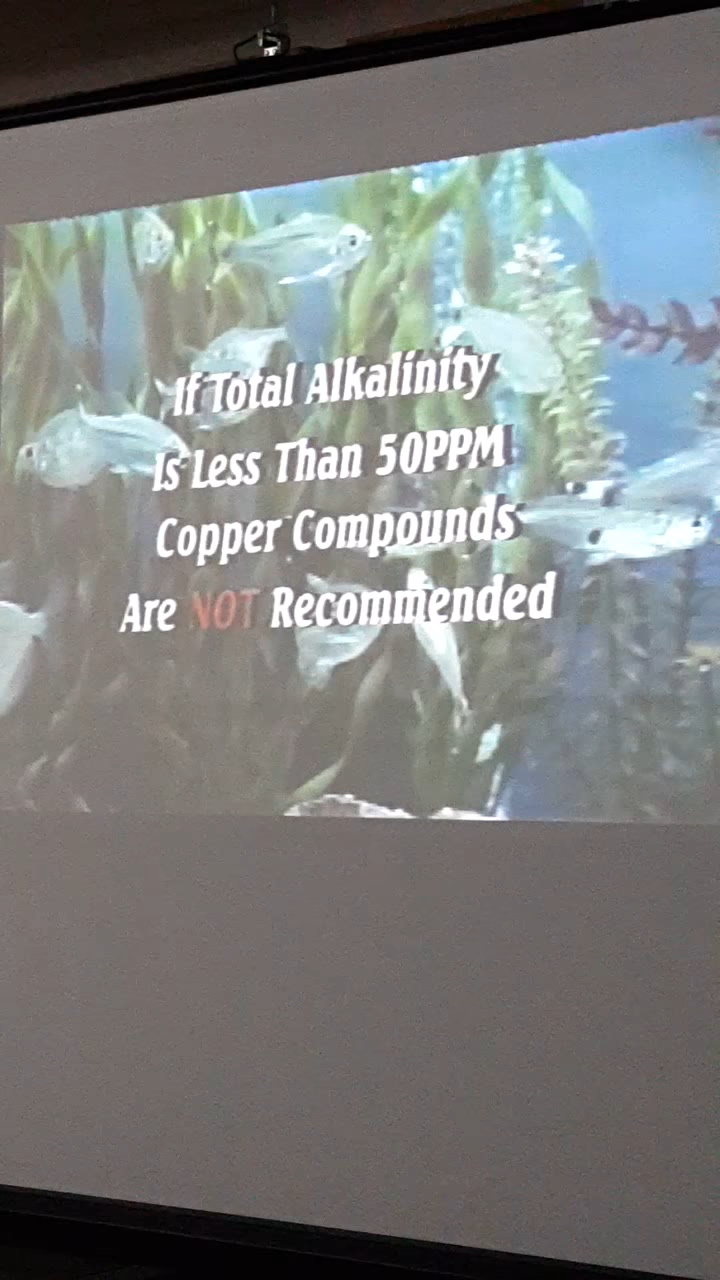 If Total Alkalinity
Is Less Than 50PPM
Copper Compounds
Are NOT Recommended